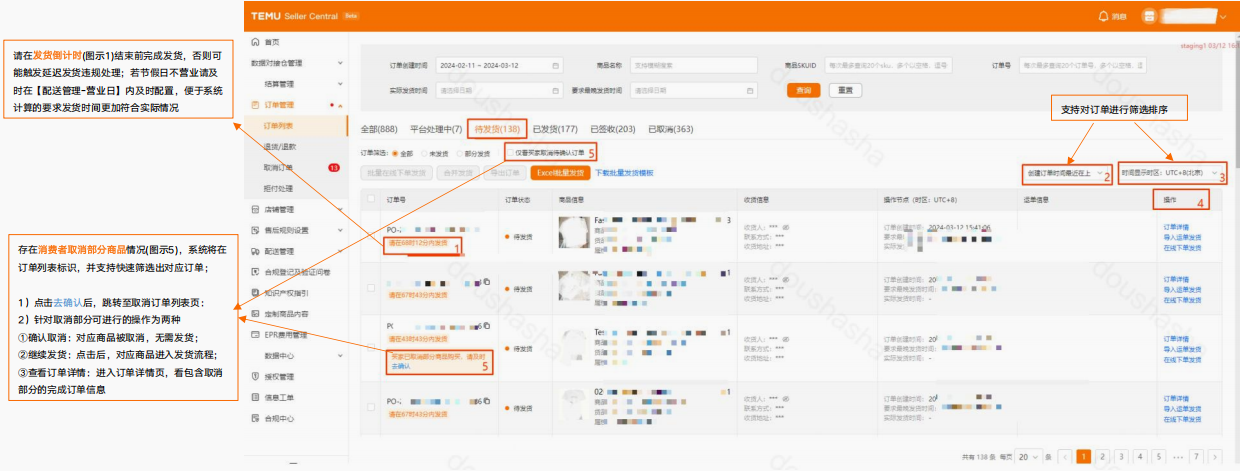 TEMU Seller Central Beta
消息
staging1 03/12 16
请在发货倒计时(图示1)结束前完成发货，否则可
能触发延迟发货违规处理；若节假日不营业请及
时在【配送管理-营业日】内及时配置，便于系统
计算的要求发货时间更加符合实际情况
存在消费者取消部分商品情况(图示5)，系统将在
订单列表标识，并支持快速筛选出对应订单；
1）点击去确认后，跳转至取消订单列表页；
2）针对取消部分可进行的操作为两种
①确认取消：对应商品被取消，无需发货；
②继续发货：点击后，对应商品进入发货流程；
③查看订单详情：进入订单详情页，看包含取消
部分的完成订单信息
首页
数据对接仓管理
结算管理
订单管理
订单列表
退货/退款
取消订单 13
拒付处理
店铺管理
售后规则设置
配送管理
合规登记及验证问卷
知识产权指引
定制商品内容
EPR费用管理
数据中心
授权管理
信息工单
合规中心
订单创建时间 2024-02-11 ~ 2024-03-12 商品名称 支持模糊搜索 商品SKUID 每次最多查询20个sku，多个以空格、逗号 订单号 每次最多查询20个订单号，多个以空格、逗
实际发货时间 请选择日期 要求最晚发货时间 请选择日期 查询 重置
支持对订单进行筛选排序
全部(888) 平台处理中(7) 待发货(138) 已发货(177) 已签收(203) 已取消(363)
订单筛选： 全部 未发货 部分发货 仅看买家取消待确认订单 5
批量在线下单发货 合并发货 导出订单 Excel批量发货 下载批量发货模板 创建订单时间最近在上 2 时间显示时区：UTC+8(北京) 3
订单号 订单状态 商品信息 收货信息 操作节点（时区：UTC+8） 运单信息 操作 4
PO-
请在68时12分内发货 1
待发货
3
收货人：***
联系方式：***
收货地址：***
订单创建时间：2024-03-12 15:41:06
订单详情
导入运单发货
在线下单发货
请在67时43分内发货
待发货
1
收货人：***
联系方式：***
收货地址：***
订单创建时间：20
要求最晚发货时间：
实际发货时间：-
订单详情
导入运单发货
在线下单发货
6
请在43时43分内发货
买家已取消部分商品购买，请及时
去确认 5
待发货
1
收货人：***
联系方式：***
收货地址：***
订单创建时间：20
要求最晚发货时间：
实际发货时间：-
订单详情
导入运单发货
在线下单发货
PO-
86
请在67时43分内发货
待发货
02
1
收货人：***
联系方式：***
收货地址：***
订单创建时间：20
要求最晚发货时间：
实际发货时间：-
订单详情
导入运单发货
在线下单发货
共有 138 条 每页 20 条 1 2 3 4 5 ··· 7
doushasha